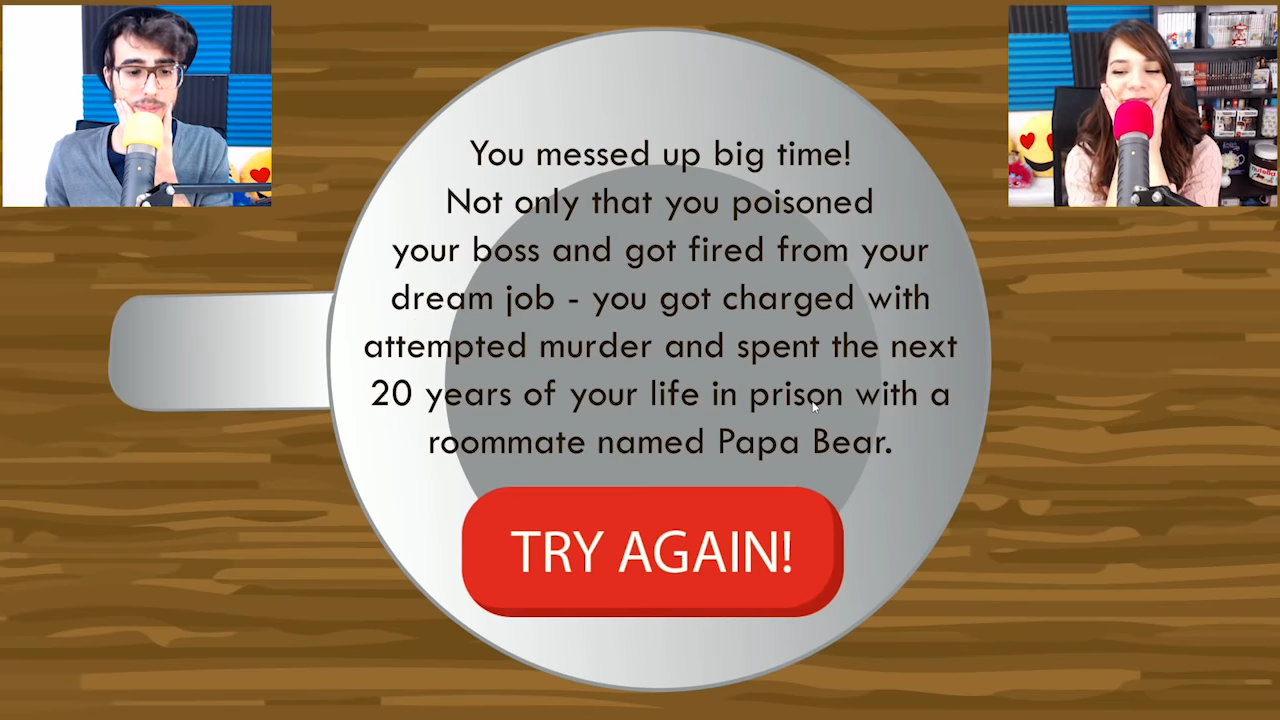 You messed up big time!
Not only that you poisoned
your boss and got fired from your
dream job - you got charged with
attempted murder and spent the next
20 years of your life in prison with a
roommate named Papa Bear.
TRY AGAIN!
nutella